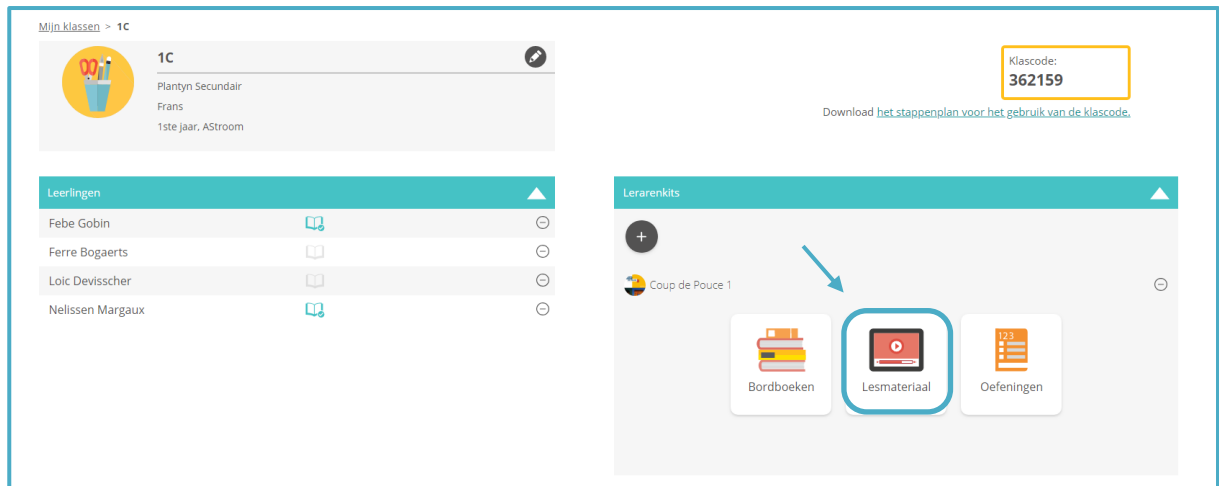 Mijn klassen > 1C
1C
Plantyn Secundair
Frans
1ste jaar, AStroom
Klascode:
362159
Download het stappenplan voor het gebruik van de klascode.
Leerlingen
Febe Gobin
Ferre Bogaerts
Loic Devisscher
Nelissen Margaux
Lerarenkits
+
Coup de Pouce 1
Bordboeken
Lesmateriaal
123
Oefeningen